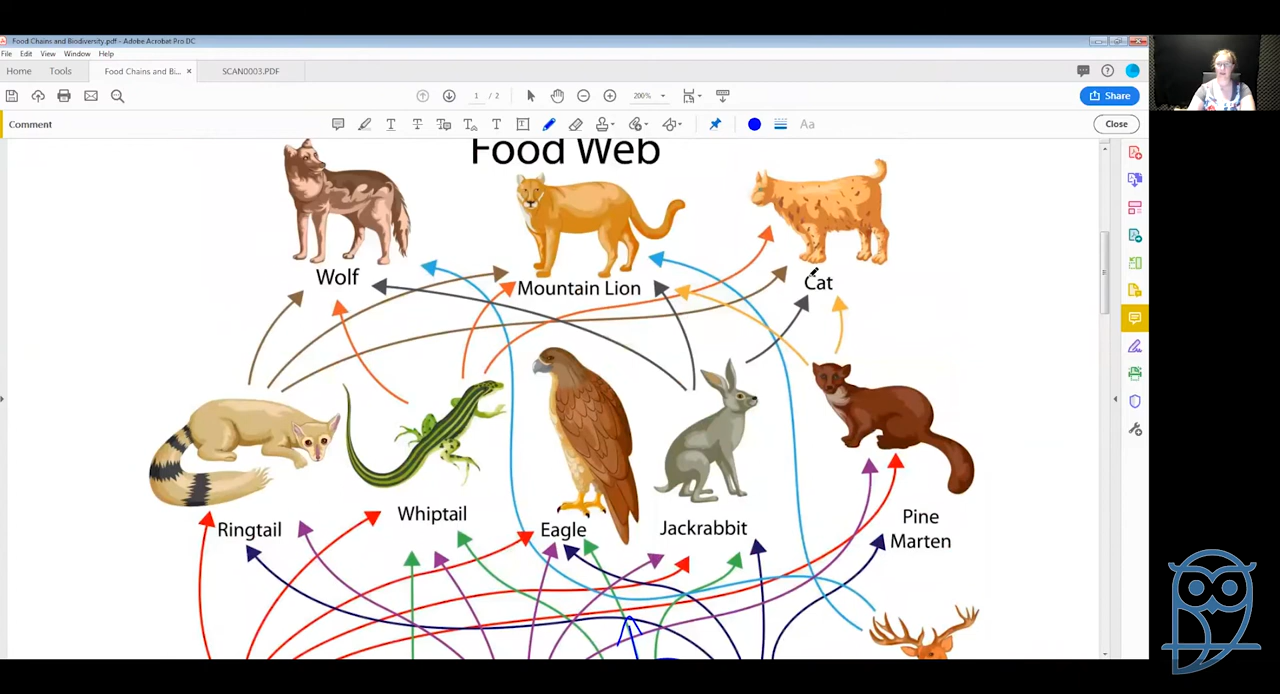 Food Chains and Biodiversity.pdf - Adobe Acrobat Pro DC
File Edit View Window Help
Home Tools Food Chains and Bi... × SCAN0003.PDF
1 / 2 200% Share
Comment Aa Close
Food Web
Wolf Mountain Lion Cat
Ringtail Whiptail Eagle Jackrabbit Pine
Marten